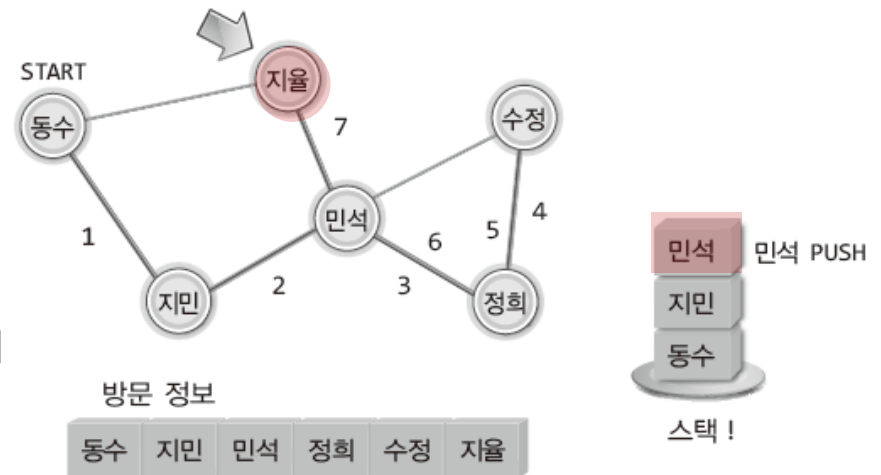 START
지율
동수
수정
7
민석
1
2
6
5
4
3
지민
정희
민석 민석 PUSH
지민
동수
스택 !
방문 정보
동수 지민 민석 정희 수정 지율